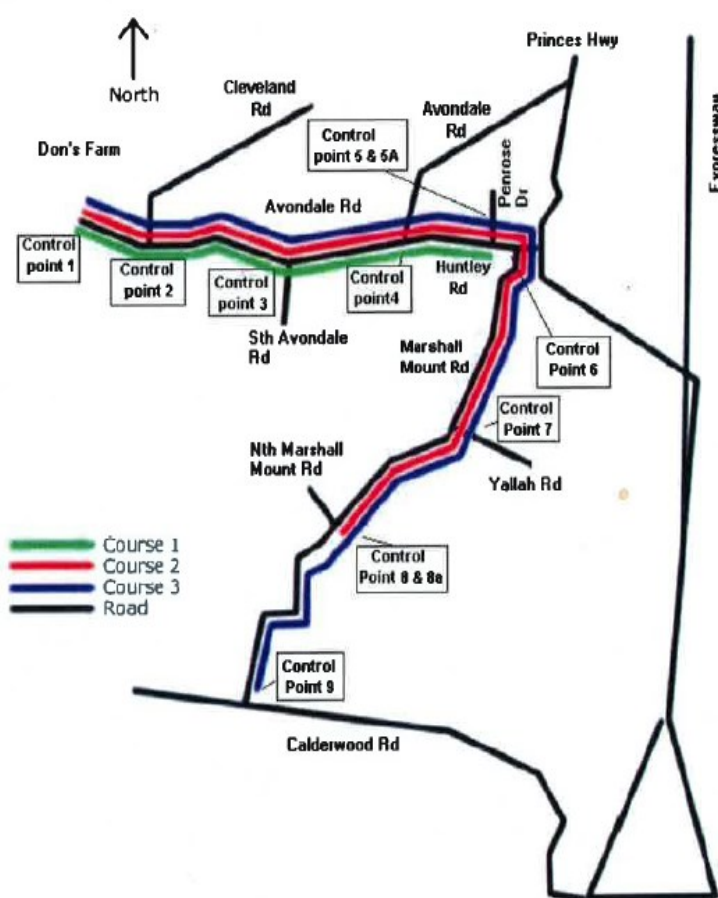 Princes Hwy
North
Cleveland
Rd
Avondale
Rd
Expressway
Don's Farm
Control
point 5 & 5A
Penrose
Dr
Avondale Rd
Control
point 1
Control
point 2
Control
point 3
Control
point4
Huntley
Rd
Sth Avondale
Rd
Marshall
Mount Rd
Control
Point 6
Control
Point 7
Nth Marshall
Mount Rd
Yallah Rd
Course 1
Course 2
Course 3
Road
Control
Point 8 & 8a
Control
Point 9
Calderwood Rd